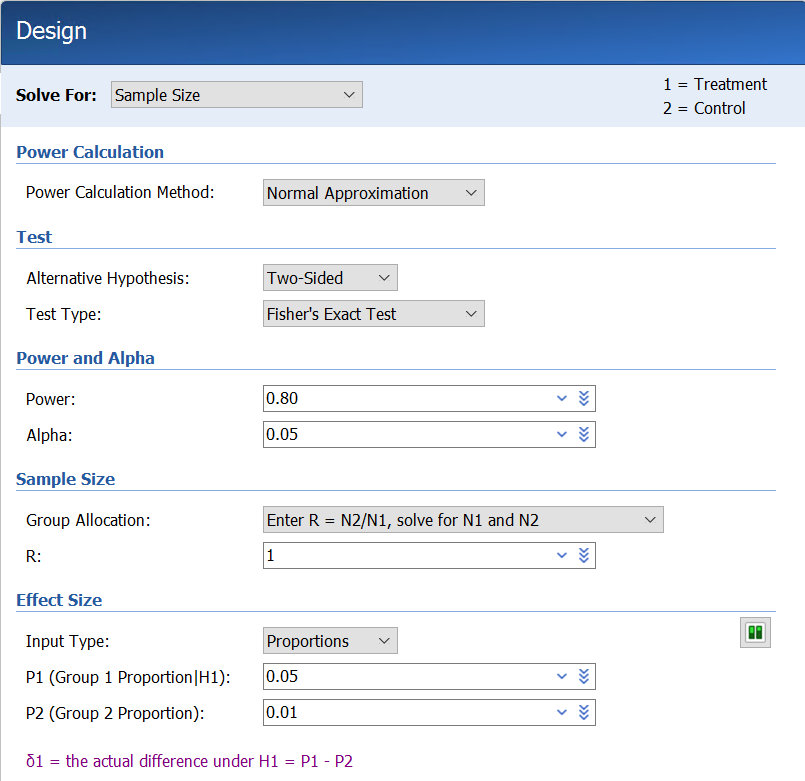 Design
Solve For: Sample Size
1 = Treatment
2 = Control
Power Calculation
Power Calculation Method: Normal Approximation
Test
Alternative Hypothesis: Two-Sided
Test Type: Fisher's Exact Test
Power and Alpha
Power: 0.80
Alpha: 0.05
Sample Size
Group Allocation: Enter R = N2/N1, solve for N1 and N2
R: 1
Effect Size
Input Type: Proportions
P1 (Group 1 Proportion|H1): 0.05
P2 (Group 2 Proportion): 0.01
δ1 = the actual difference under H1 = P1 - P2